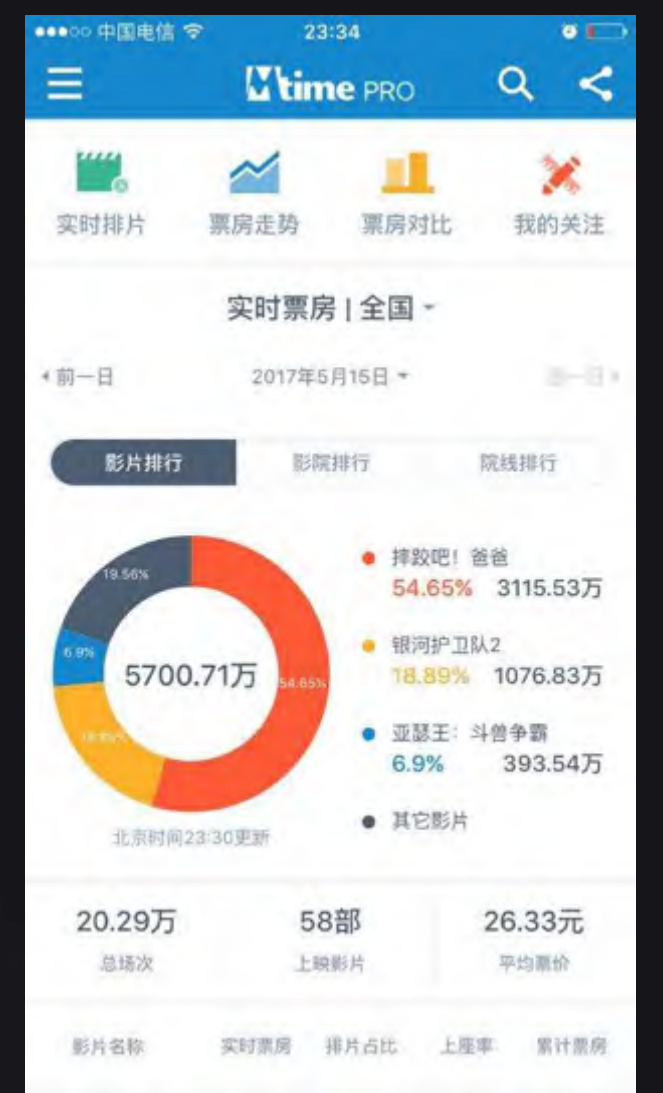 中国电信 23:34
Mtime PRO
实时排片 票房走势 票房对比 我的关注
实时票房 | 全国
前一日 2017年5月15日
影片排行 影院排行 院线排行
摔跤吧！爸爸
54.65% 3115.53万
银河护卫队2
18.89% 1076.83万
亚瑟王：斗兽争霸
6.9% 393.54万
其它影片
19.56%
6.9%
5700.71万
54.65%
18.89%
北京时间23:30更新
20.29万 58部 26.33元
总场次 上映影片 平均票价
影片名称 实时票房 排片占比 上座率 累计票房